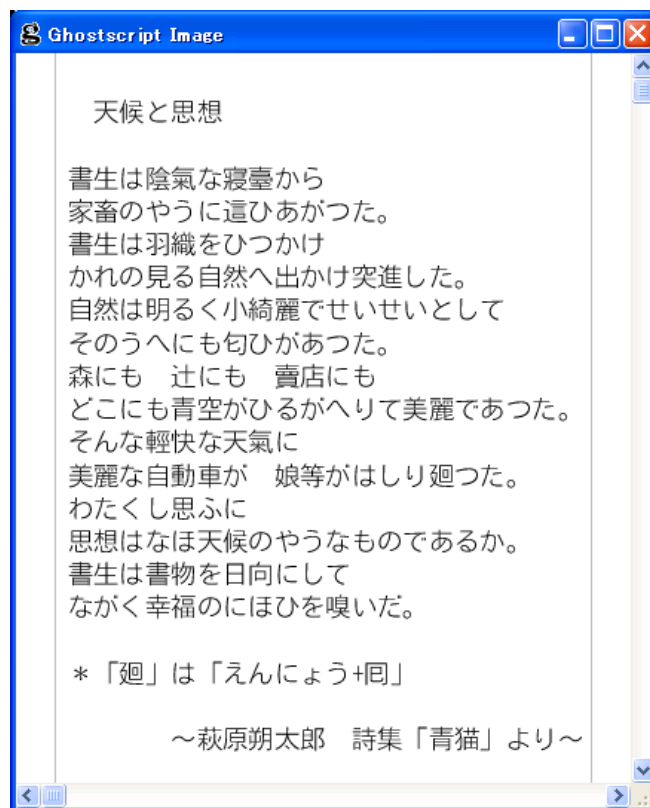 Ghostscript Image
天候と思想
書生は陰氣な寢臺から
家畜のやうに這ひあがつた。
書生は羽織をひつかけ
かれの見る自然へ出かけ突進した。
自然は明るく小綺麗でせいせいとして
そのうへにも匂ひがあつた。
森にも　辻にも　賣店にも
どこにも青空がひるがへりて美麗であつた。
そんな輕快な天氣に
美麗な自動車が　娘等がはしり廻つた。
わたくし思ふに
思想はなほ天候のやうなものであるか。
書生は書物を日向にして
ながく幸福のにほひを嗅いだ。
＊「廻」は「えんにょう+囘」
～萩原朔太郎　詩集「青猫」より～